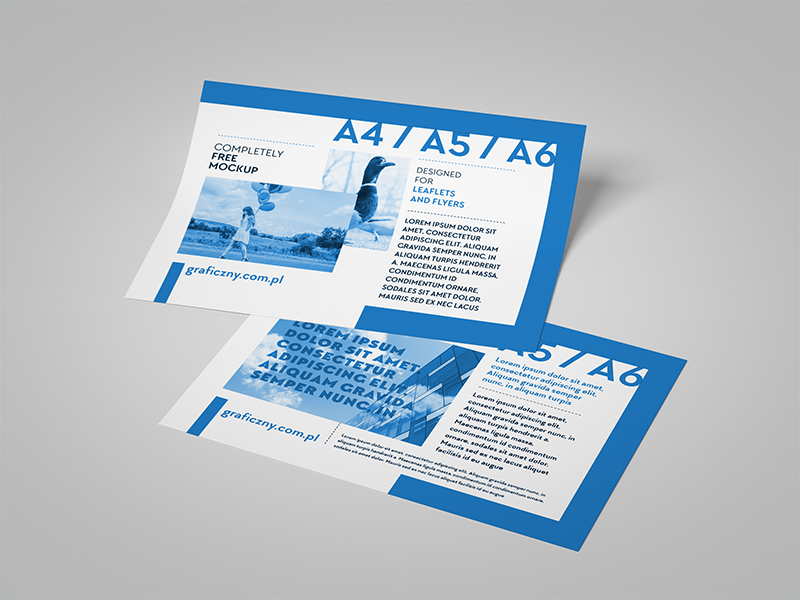 A4 / A5 / A6
COMPLETELY
FREE
MOCKUP
DESIGNED
FOR
LEAFLETS
AND FLYERS
LOREM IPSUM DOLOR SIT
AMET, CONSECTETUR
ADIPISCING ELIT. ALIQUAM
GRAVIDA SEMPER NUNC, IN
ALIQUAM TURPIS HENDRERIT
A. MAECENAS LIGULA MASSA,
CONDIMENTUM ID
CONDIMENTUM ORNARE,
SODALES SIT AMET DOLOR.
MAURIS SED EX NEC LACUS
graficzny.com.pl
A5 / A6
LOREM IPSUM
DOLOR SIT AMET
CONSECTETUR
ADIPISCING ELIT.
ALIQUAM GRAVIDA
SEMPER NUNC IN
Lorem ipsum dolor sit amet,
consectetur adipiscing elit.
Aliquam gravida semper
nunc, in aliquam turpis
Lorem ipsum dolor sit amet,
consectetur adipiscing elit.
Aliquam gravida semper nunc, in
aliquam turpis hendrerit a.
Maecenas ligula massa,
condimentum id condimentum
ornare, sodales sit amet dolor.
Mauris sed ex nec lacus aliquet
facilisis id eu augue
graficzny.com.pl
Lorem ipsum dolor sit amet, consectetur adipiscing elit. Aliquam gravida semper nunc, in
aliquam turpis hendrerit a. Maecenas ligula massa, condimentum id condimentum ornare,
sodales sit amet dolor. Mauris sed ex nec lacus aliquet facilisis id eu augue